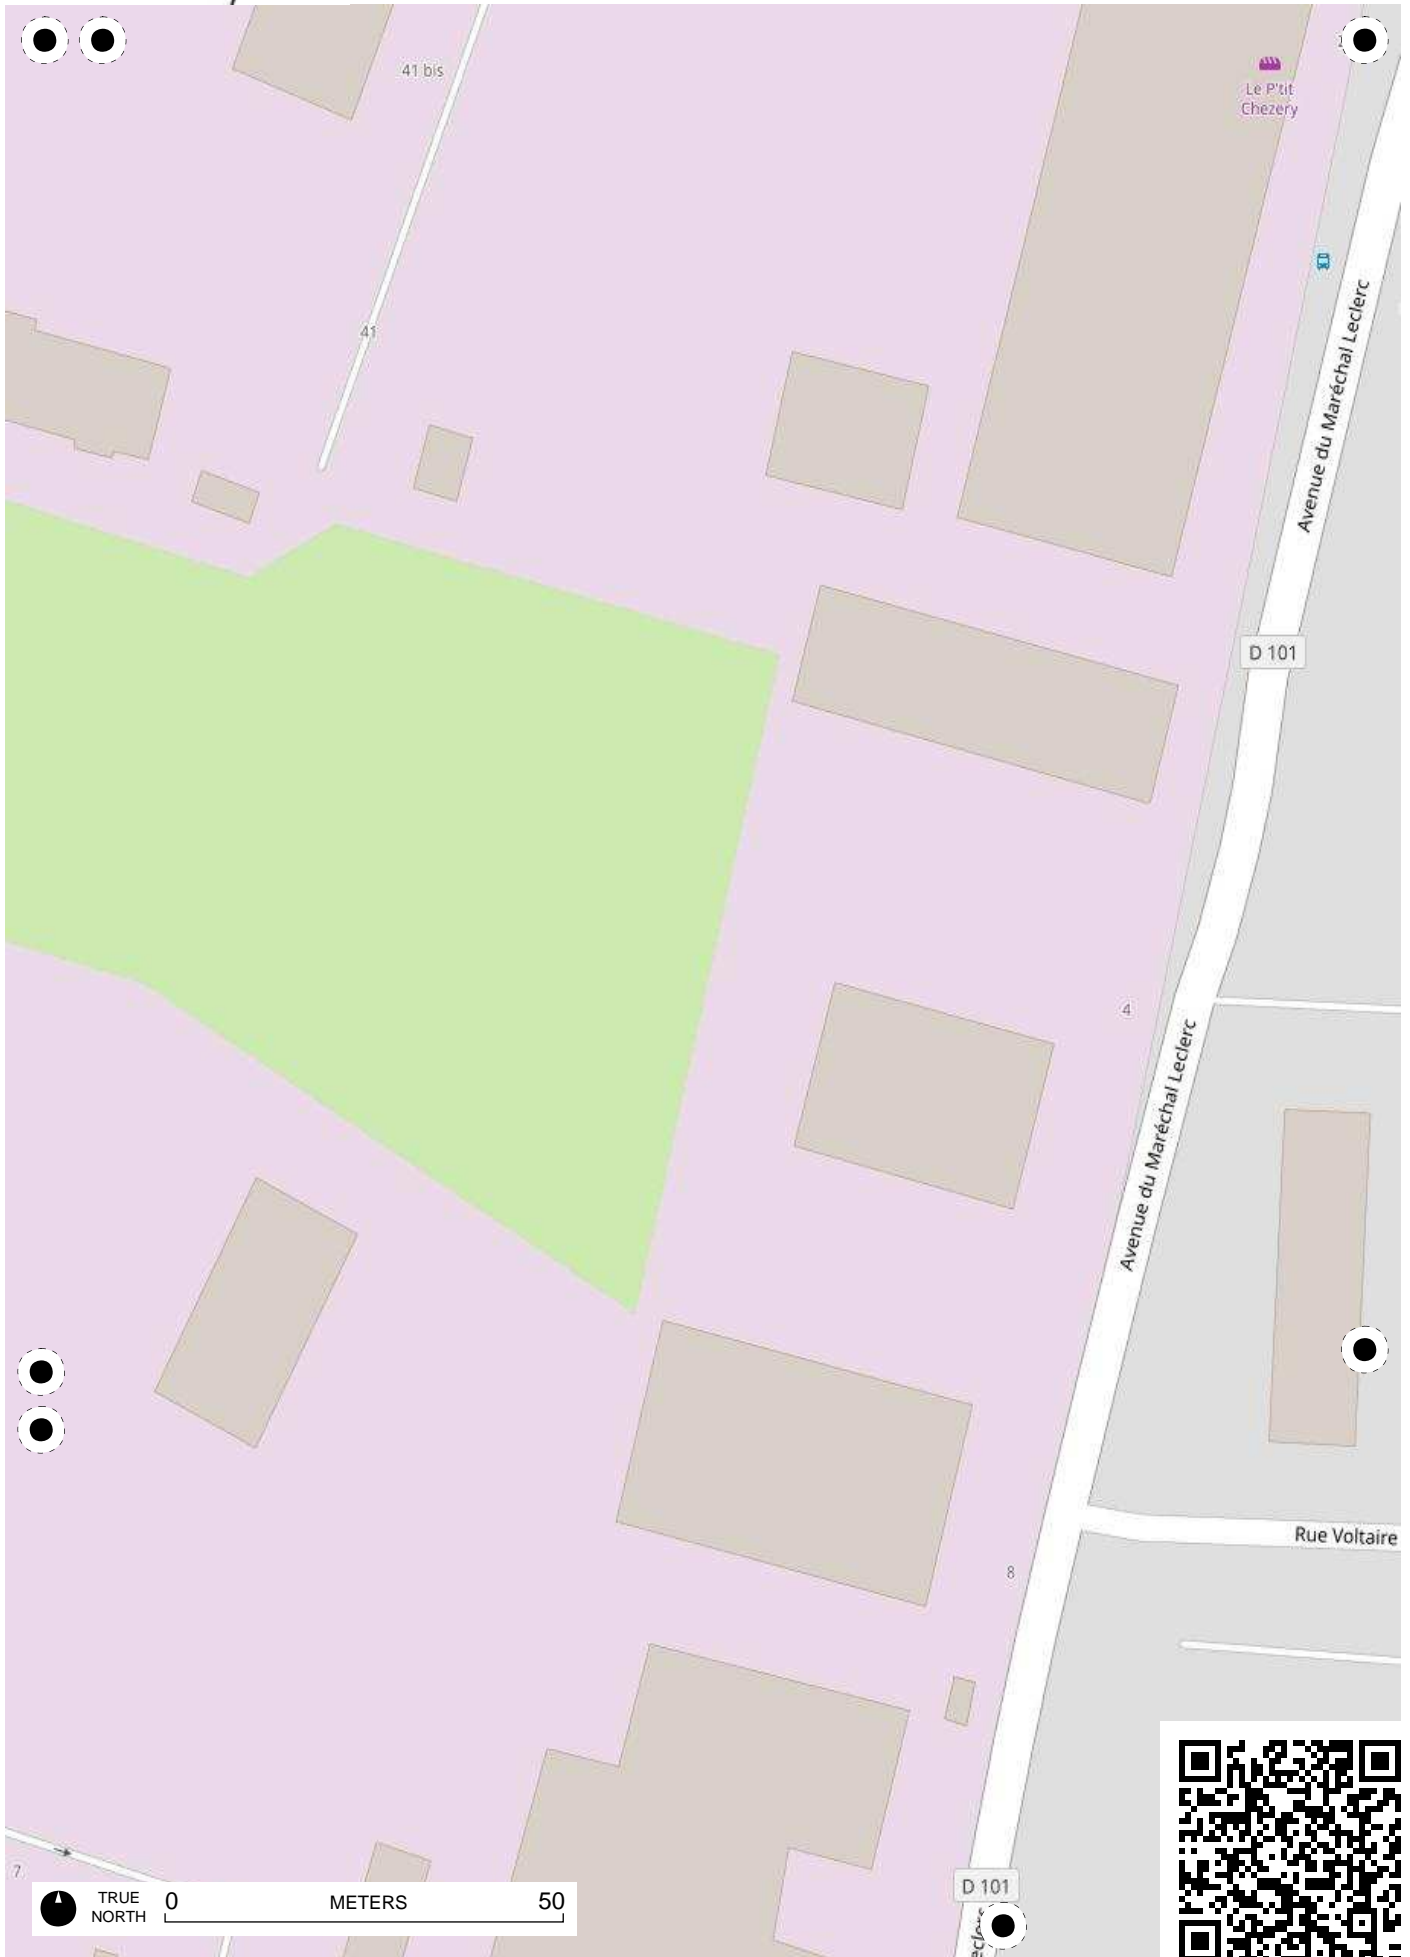 41 bis
Le P'tit
Chezery
41
Avenue du Maréchal Leclerc
D 101
4
Avenue du Maréchal Leclerc
Rue Voltaire
8
7
D 101
TRUE
NORTH
0 METERS 50